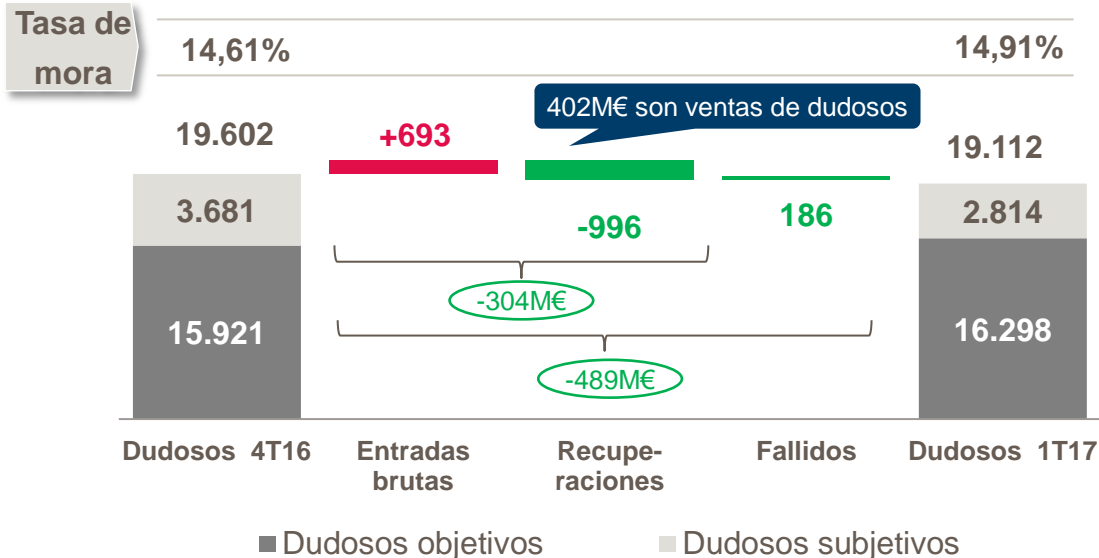 Tasa de
mora
14,61%
14,91%
402M€ son ventas de dudosos
19.602
+693
19.112
3.681
-996
186
2.814
-304M€
15.921
16.298
-489M€
Dudosos 4T16
Entradas
brutas
Recupe-
raciones
Fallidos
Dudosos 1T17
Dudosos objetivos
Dudosos subjetivos